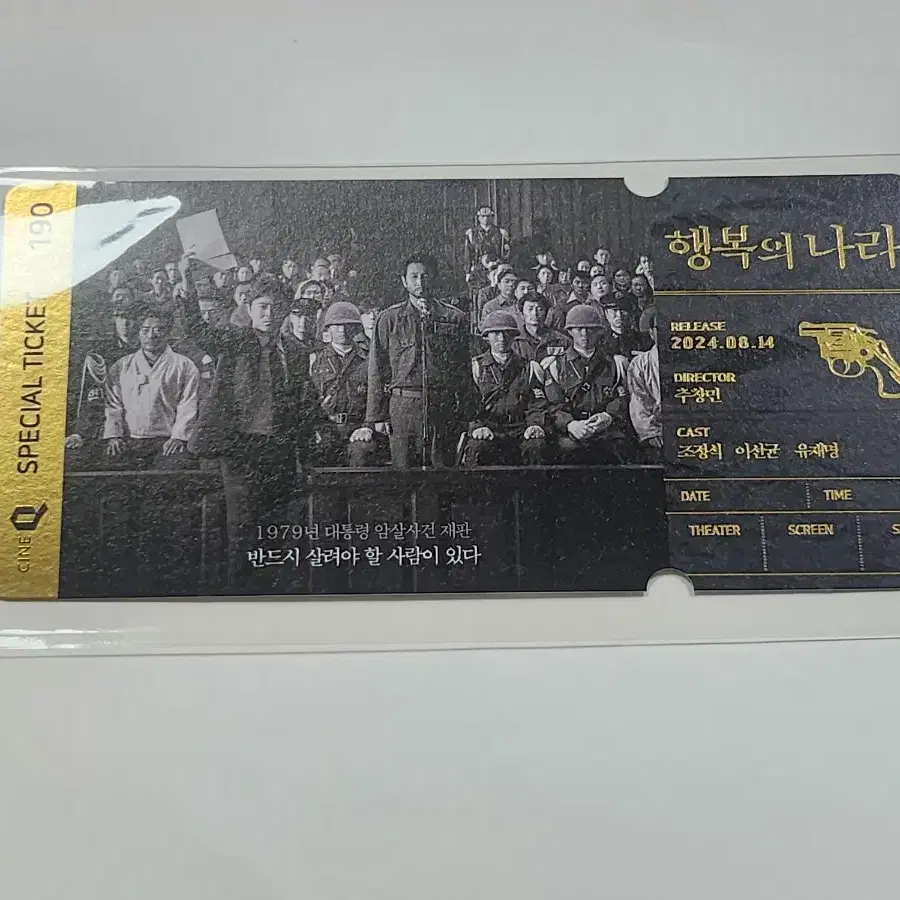 CINE Q SPECIAL TICKET 190
1979년 대통령 암살사건 재판
반드시 살려야 할 사람이 있다
행복의 나라
RELEASE
2024.08.14
DIRECTOR
추창민
CAST
조정석 이선균 유재명
DATE TIME
THEATER SCREEN S